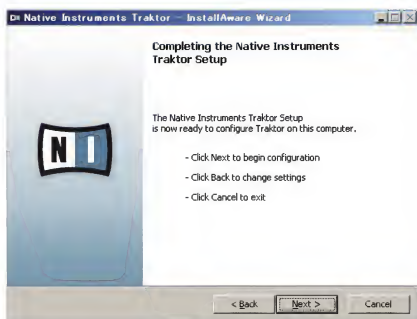 Native Instruments Traktor - InstallAware Wizard
Completing the Native Instruments
Traktor Setup
The Native Instruments Traktor Setup
is now ready to configure Traktor on this computer.
- Click Next to begin configuration
- Click Back to change settings
- Click Cancel to exit
NI
< Back
Next >
Cancel